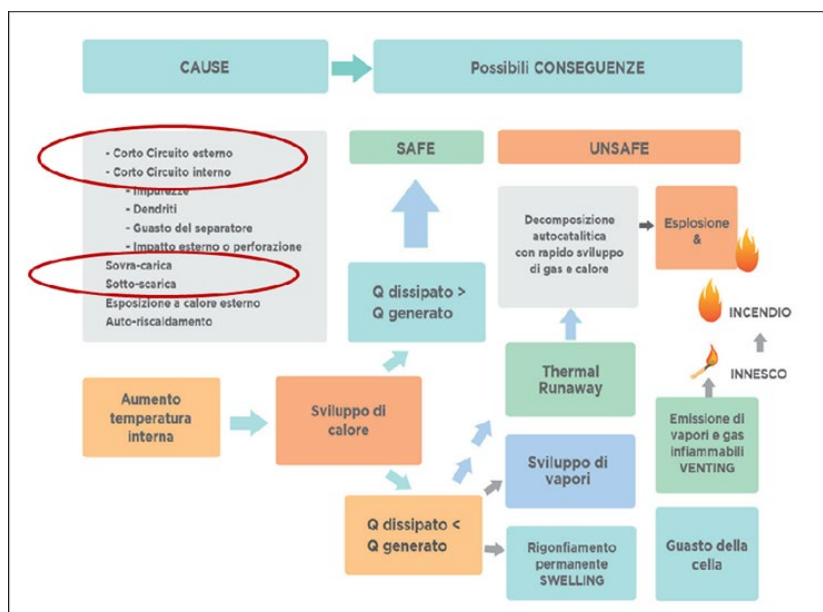 CAUSE
Possibili CONSEGUENZE
- Corto Circuito esterno
- Corto Circuito interno
- Impurezze
- Dendriti
- Guasto del separatore
- Impatto esterno o perforazione
Sovra-carica
Sotto-scarica
Esposizione a calore esterno
Auto-riscaldamento
SAFE
UNSAFE
Decomposizione
autocatalitica
con rapido sviluppo
di gas e calore
Esplosione
&
INCENDIO
INNESCO
Q dissipato >
Q generato
Thermal
Runaway
Emissione di
vapori e gas
infiammabili
VENTING
Aumento
temperatura
interna
Sviluppo di
calore
Sviluppo di
vapori
Q dissipato <
Q generato
Rigonfiamento
permanente
SWELLING
Guasto della
cella